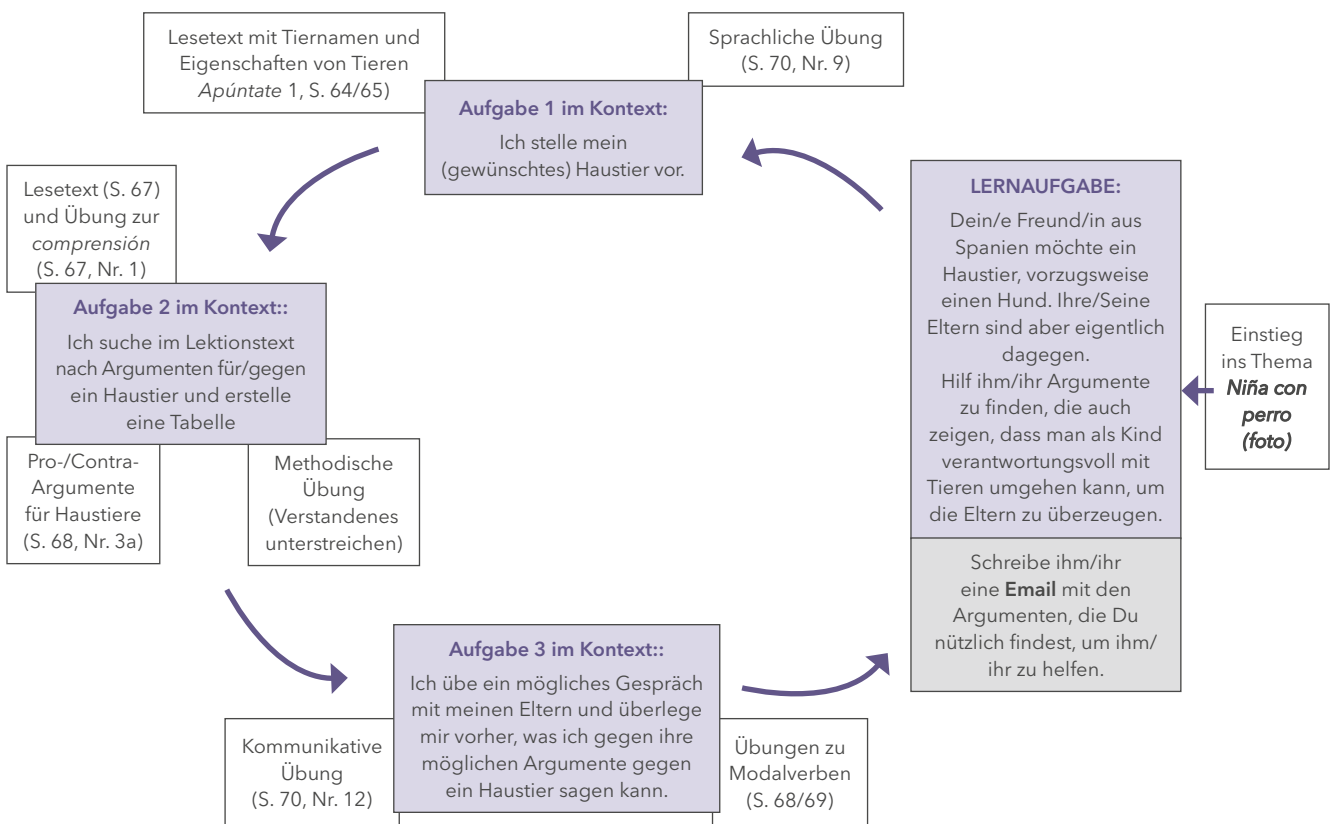 Lesetext mit Tiernamen und
Eigenschaften von Tieren
Apúntate 1, S. 64/65)
Sprachliche Übung
(S. 70, Nr. 9)
Aufgabe 1 im Kontext:
Ich stelle mein
(gewünschtes) Haustier vor.
Lesetext (S. 67)
und Übung zur
comprensión
(S. 67, Nr. 1)
Aufgabe 2 im Kontext::
Ich suche im Lektionstext
nach Argumenten für/gegen
ein Haustier und erstelle
eine Tabelle
Pro-/Contra-
Argumente
für Haustiere
(S. 68, Nr. 3a)
Methodische
Übung
(Verstandenes
unterstreichen)
Aufgabe 3 im Kontext::
Ich übe ein mögliches Gespräch
mit meinen Eltern und überlege
mir vorher, was ich gegen ihre
möglichen Argumente gegen
ein Haustier sagen kann.
Kommunikative
Übung
(S. 70, Nr. 12)
Übungen zu
Modalverben
(S. 68/69)
LERNAUFGABE:
Dein/e Freund/in aus
Spanien möchte ein
Haustier, vorzugsweise
einen Hund. Ihre/Seine
Eltern sind aber eigentlich
dagegen.
Hilf ihm/ihr Argumente
zu finden, die auch
zeigen, dass man als Kind
verantwortungsvoll mit
Tieren umgehen kann, um
die Eltern zu überzeugen.
Schreibe ihm/ihr
eine Email mit den
Argumenten, die Du
nützlich findest, um ihm/
ihr zu helfen.
Einstieg
ins Thema
Niña con
perro
(foto)